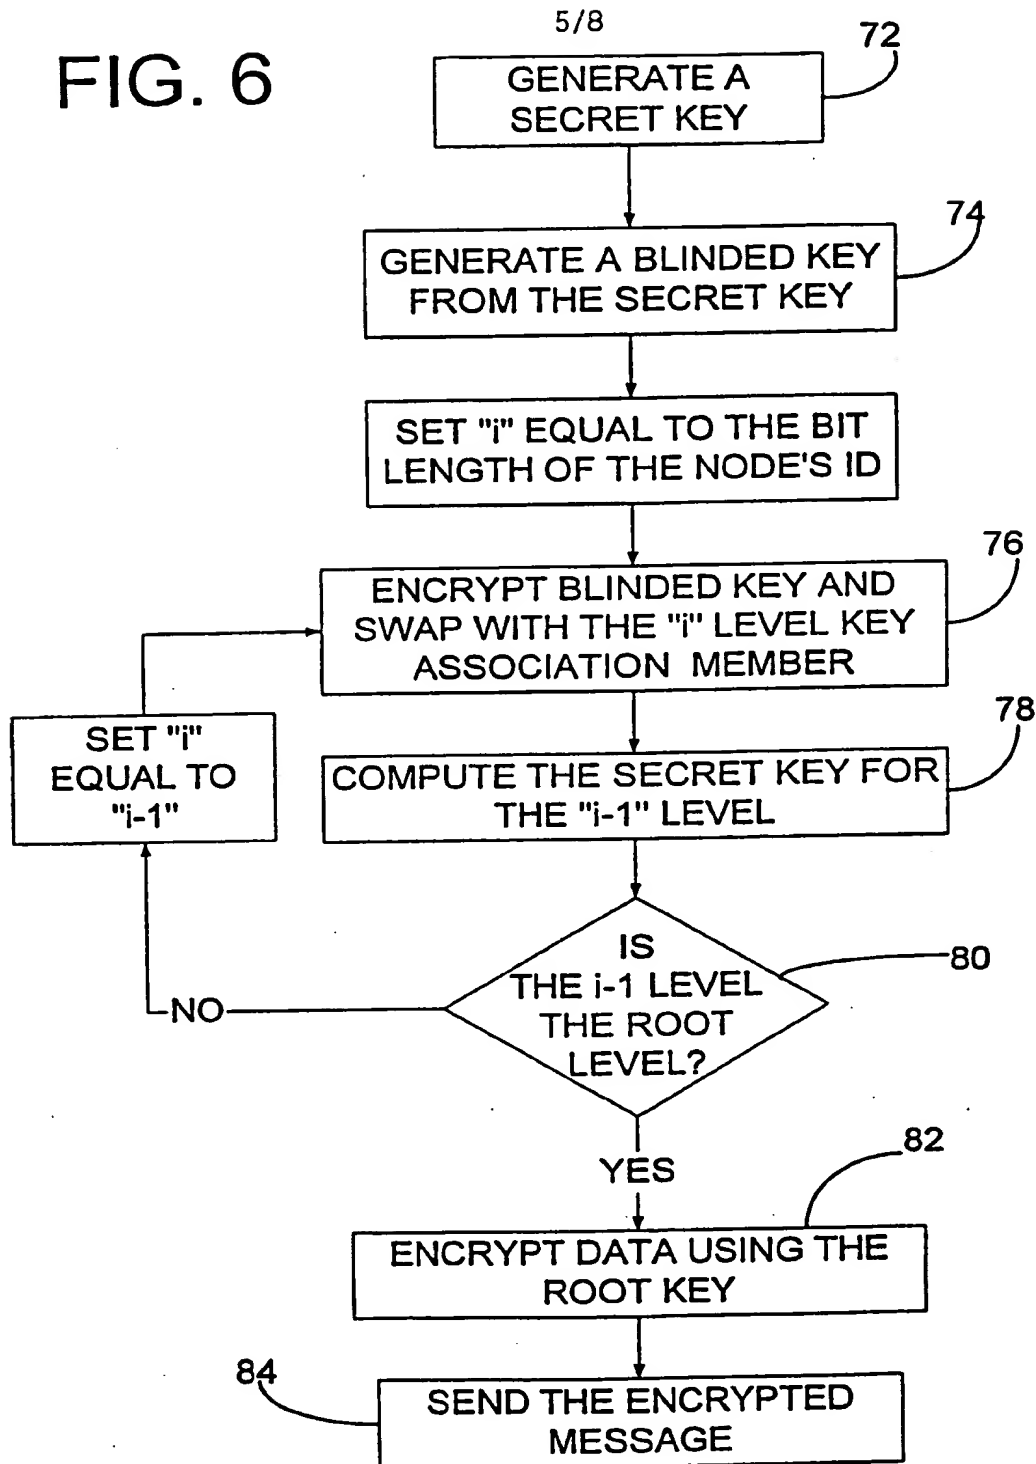 5/8
FIG. 6
72
GENERATE A
SECRET KEY
74
GENERATE A BLINDED KEY
FROM THE SECRET KEY
SET "i" EQUAL TO THE BIT
LENGTH OF THE NODE'S ID
76
ENCRYPT BLINDED KEY AND
SWAP WITH THE "i" LEVEL KEY
ASSOCIATION MEMBER
SET "i"
EQUAL TO
"i-1"
78
COMPUTE THE SECRET KEY FOR
THE "i-1" LEVEL
IS
THE i-1 LEVEL
THE ROOT
LEVEL?
80
NO
YES
82
ENCRYPT DATA USING THE
ROOT KEY
84
SEND THE ENCRYPTED
MESSAGE